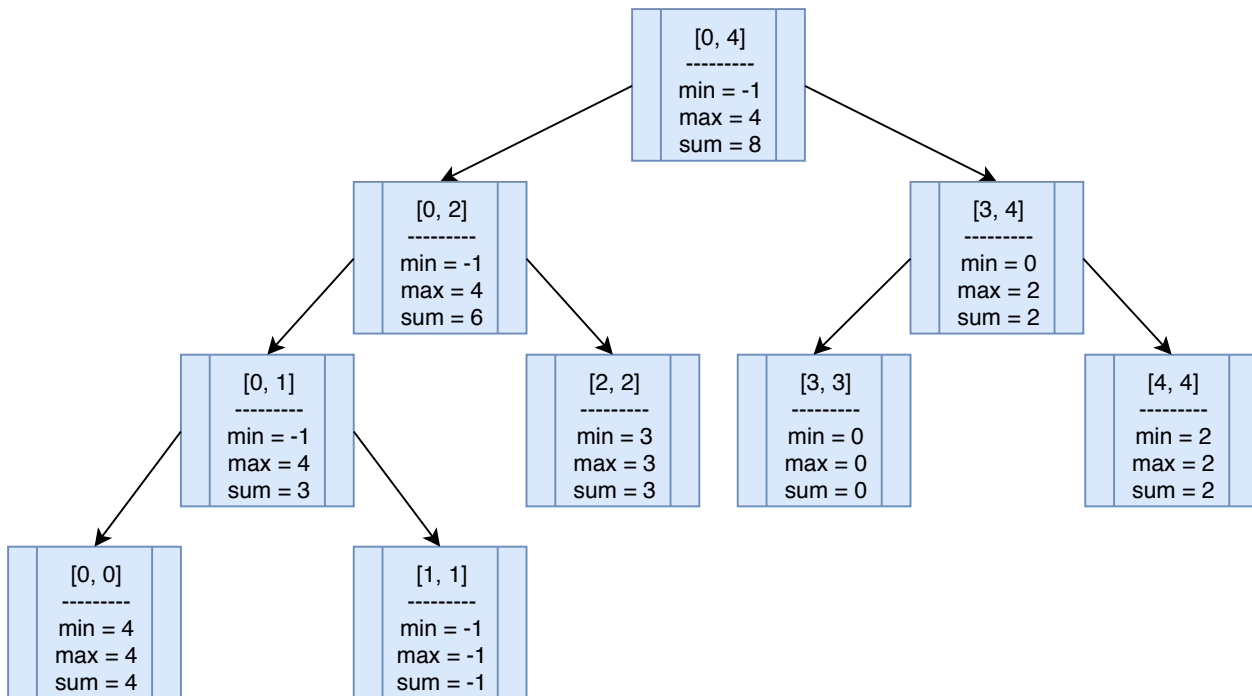 [0, 4]
---------
min = -1
max = 4
sum = 8
[0, 2]
---------
min = -1
max = 4
sum = 6
[3, 4]
---------
min = 0
max = 2
sum = 2
[0, 1]
---------
min = -1
max = 4
sum = 3
[2, 2]
---------
min = 3
max = 3
sum = 3
[3, 3]
---------
min = 0
max = 0
sum = 0
[4, 4]
---------
min = 2
max = 2
sum = 2
[0, 0]
---------
min = 4
max = 4
sum = 4
[1, 1]
---------
min = -1
max = -1
sum = -1